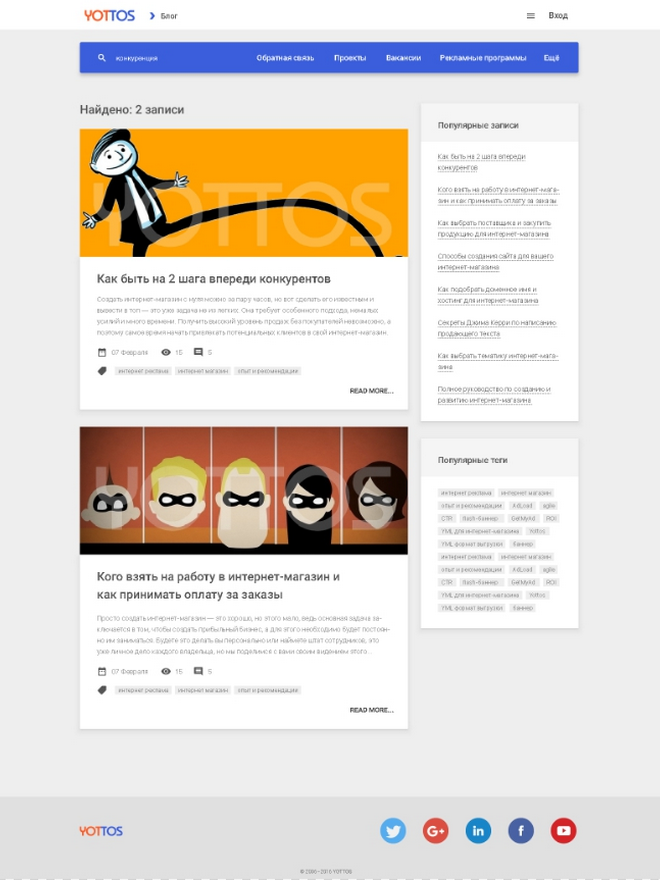 YOTTOS
Блог
Вход
конкуренция
Обратная связь
Проекты
Вакансии
Рекламные программы
Ещё
Найдено: 2 записи
YOTTOS
Как быть на 2 шага впереди конкурентов
Создать интернет-магазин с нуля можно за пару часов, но вот сделать его известным и
вывести в топ — это уже задача не из легких. Она требует особенного подхода, немалых
усилий и много времени. Получить высокий уровень продаж без покупателей невозможно, а
поэтому самое время начать привлекать потенциальных клиентов в свой интернет-магазин.
07 Февраля 15 5
интернет реклама интернет магазин опыт и рекомендации
READ MORE...
YOTTOS
Кого взять на работу в интернет-магазин и
как принимать оплату за заказы
Просто создать интернет-магазин — это хорошо, но этого мало, ведь основная задача за-
ключается в том, чтобы создать прибыльный бизнес, а для этого необходимо будет постоян-
но им заниматься. Будете это делать вы персонально или наймете штат сотрудников, это
уже личное дело каждого владельца, но мы поделимся с вами своим видением этого...
07 Февраля 15 5
интернет реклама интернет магазин опыт и рекомендации
READ MORE...
Популярные записи
Как быть на 2 шага впереди
конкурентов
Кого взять на работу в интернет-мага-
зин и как принимать оплату за заказы
Как выбрать поставщика и закупить
продукцию для интернет-магазина
Способы создания сайта для вашего
интернет-магазина
Как подобрать доменное имя и
хостинг для интернет-магазина
Секреты Дэвина Керри по написанию
продающего текста
Как выбрать тематику интернет-мага-
зина
Полное руководство по созданию и
развитию интернет-магазина
Популярные теги
интернет реклама интернет магазин
опыт и рекомендации AdLoad agile
CTR flash-баннер GetMyAd ROI
YML для интернет-магазина Yottos
YML формат выгрузки баннер
интернет реклама интернет магазин
опыт и рекомендации AdLoad agile
CTR flash-баннер GetMyAd ROI
YML для интернет-магазина Yottos
YML формат выгрузки баннер
YOTTOS
G+
in
f
YOTTOS